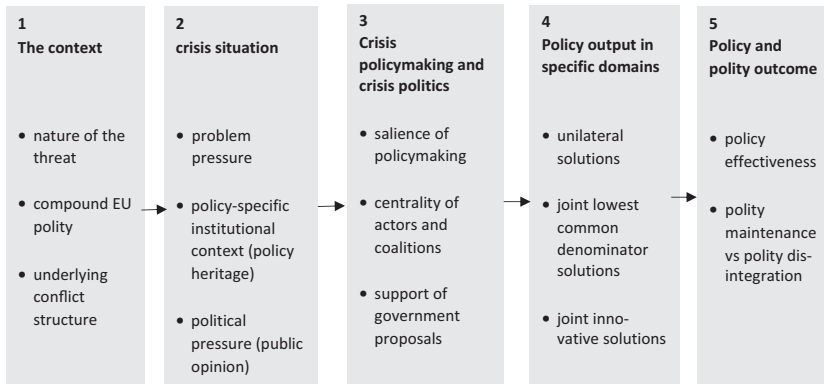 1
The context
• nature of the
threat
• compound EU
polity
• underlying
conflict
structure
2
crisis situation
• problem
pressure
• policy-specific
institutional
context (policy
heritage)
• political
pressure (public
opinion)
3
Crisis
policymaking and
crisis politics
• salience of
policymaking
• centrality of
actors and
coalitions
• support of
government
proposals
4
Policy output in
specific domains
• unilateral
solutions
• joint lowest
common
denominator
solutions
• joint inno-
vative solutions
5
Policy and
polity outcome
• policy
effectiveness
• polity
maintenance
vs polity dis-
integration